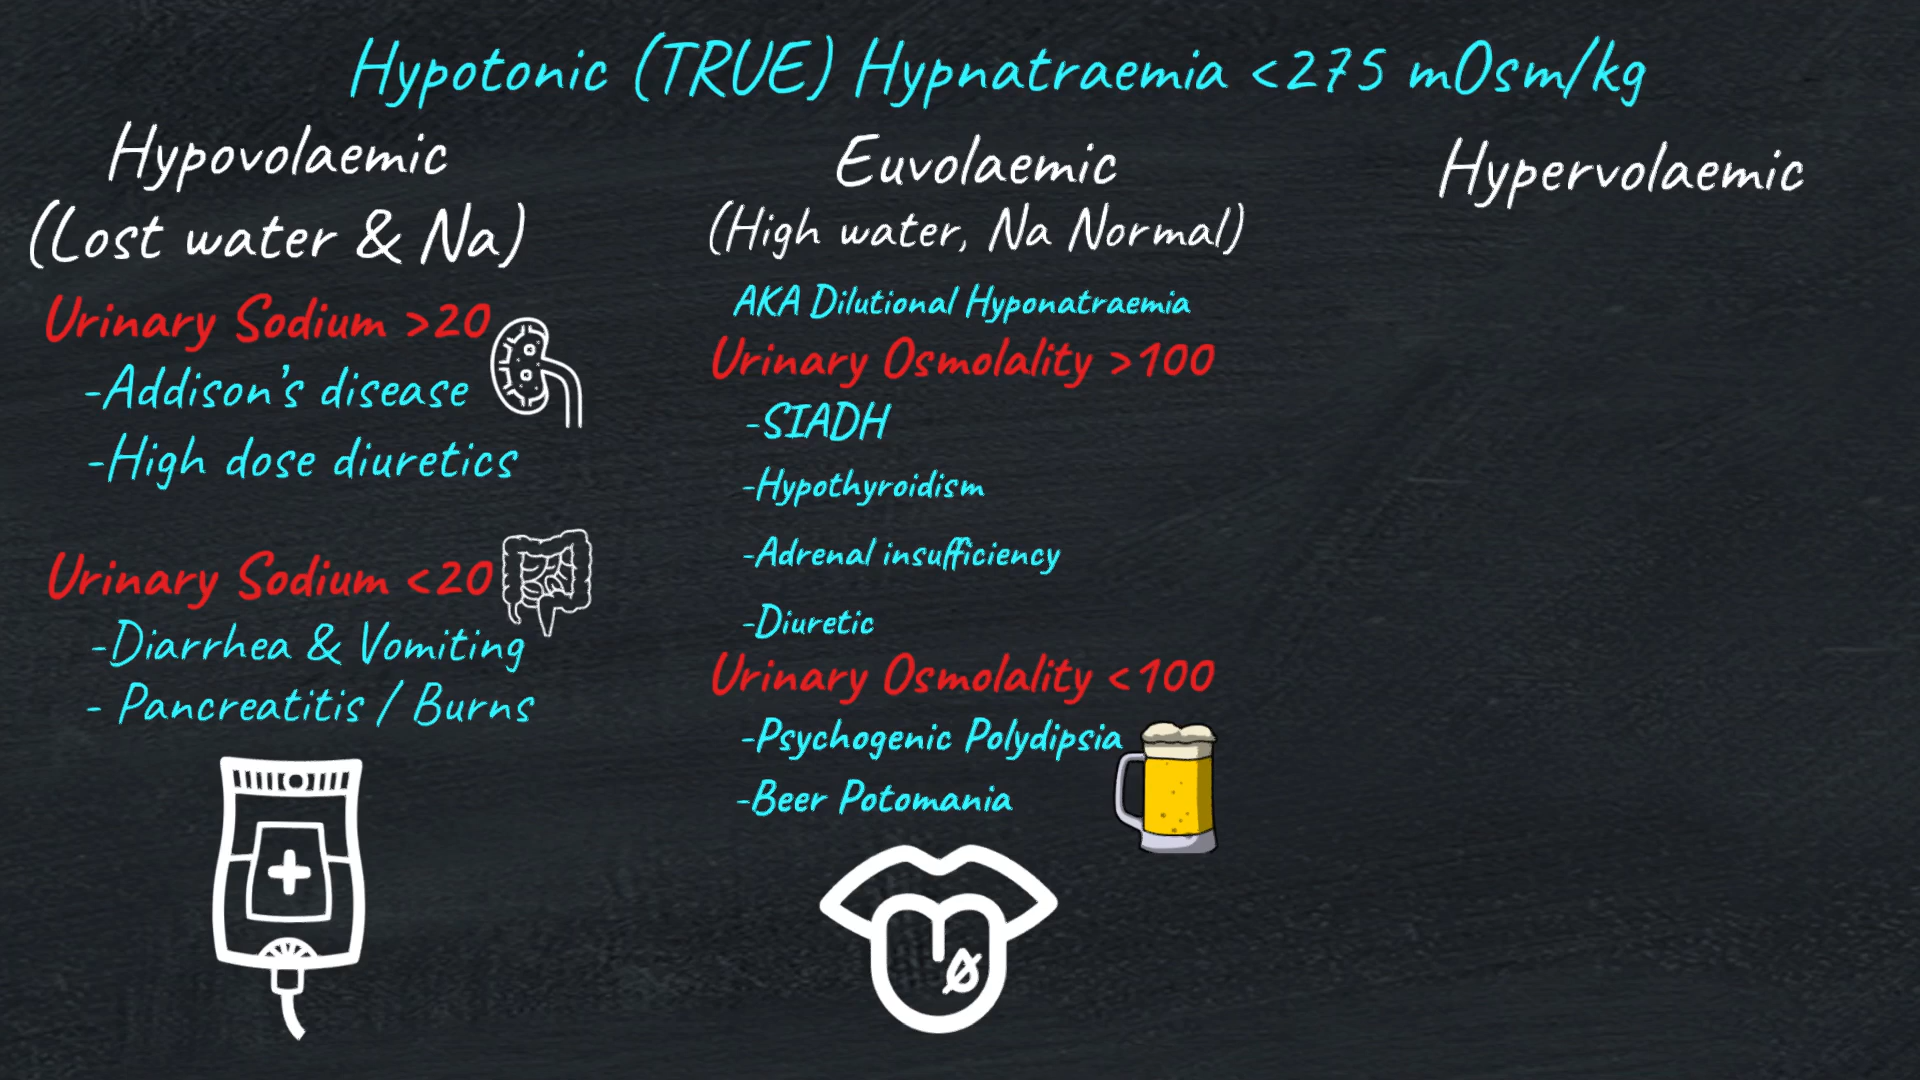 Hypotonic (TRUE) Hypnatraemia <275 mOsm/kg
Hypovolaemic
(Lost water & Na)
Urinary Sodium >20
-Addison's disease
-High dose diuretics
Urinary Sodium <20
-Diarrhea & Vomiting
- Pancreatitis / Burns
Euvolaemic
(High water, Na Normal)
AKA Dilutional Hyponatraemia
Urinary Osmolality >100
-SIADH
-Hypothyroidism
-Adrenal insufficiency
-Diuretic
Urinary Osmolality <100
-Psychogenic Polydipsia
-Beer Potomania
Hypervolaemic